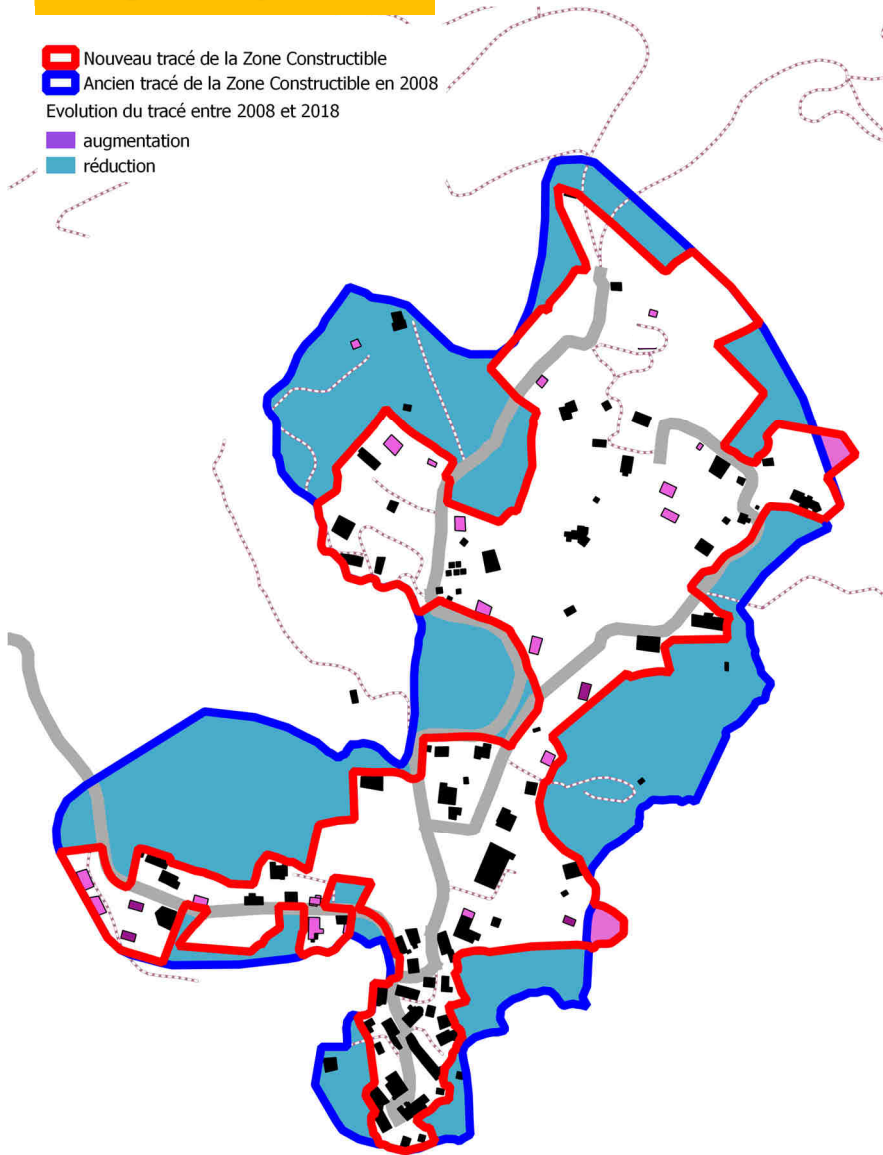 Nouveau tracé de la Zone Constructible
Ancien tracé de la Zone Constructible en 2008
Evolution du tracé entre 2008 et 2018
augmentation
réduction